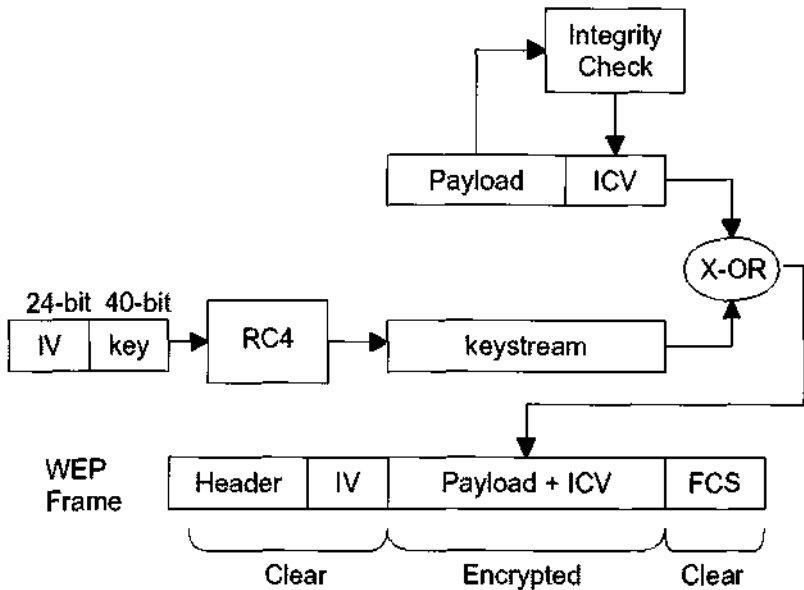 Integrity
Check
Payload ICV
X-OR
24-bit 40-bit
IV key
RC4
keystream
WEP
Frame
Header IV Payload + ICV FCS
Clear Encrypted Clear